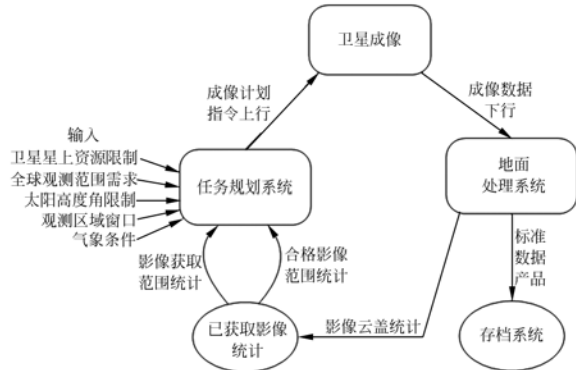 卫星成像
成像计划
指令上行
成像数据
下行
输入
卫星星上资源限制
全球观测范围需求
太阳高度角限制
观测区域窗口
气象条件
任务规划系统
地面
处理系统
影像获取
范围统计
合格影像
范围统计
标准
数据
产品
已获取影像
统计
影像云盖统计
存档系统